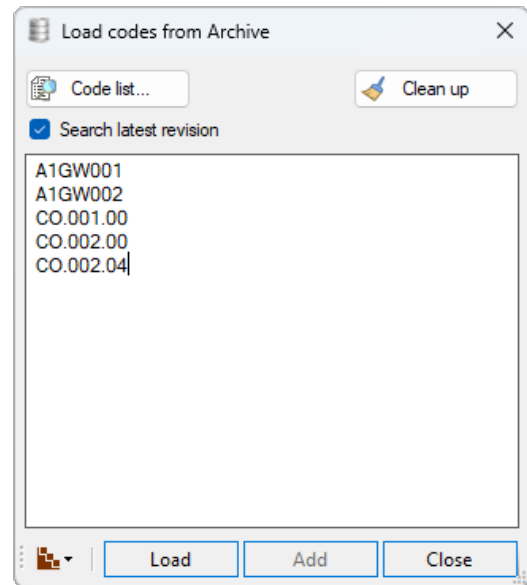 Load codes from Archive
Code list...
Clean up
Search latest revision
A1GW001
A1GW002
CO.001.00
CO.002.00
CO.002.04
Load
Add
Close